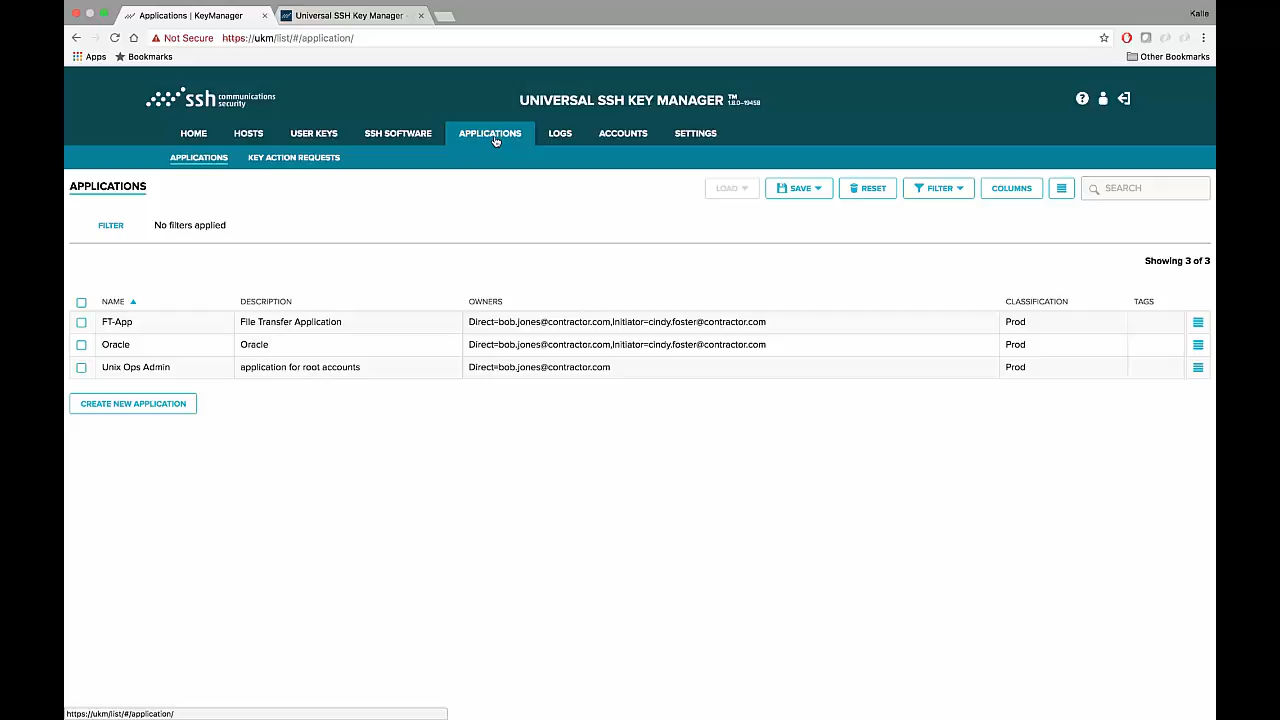 Applications | KeyManager
Universal SSH Key Manager
Kalle
Not Secure https://ukm/list/#/application/
Apps Bookmarks Other Bookmarks
ssh communications security
UNIVERSAL SSH KEY MANAGER ™ 1.8.0-19458
HOME HOSTS USER KEYS SSH SOFTWARE APPLICATIONS LOGS ACCOUNTS SETTINGS
APPLICATIONS KEY ACTION REQUESTS
APPLICATIONS
LOAD SAVE RESET FILTER COLUMNS SEARCH
FILTER No filters applied
Showing 3 of 3
NAME DESCRIPTION OWNERS CLASSIFICATION TAGS
FT-App File Transfer Application Direct=bob.jones@contractor.com,Initiator=cindy.foster@contractor.com Prod
Oracle Oracle Direct=bob.jones@contractor.com,Initiator=cindy.foster@contractor.com Prod
Unix Ops Admin application for root accounts Direct=bob.jones@contractor.com Prod
CREATE NEW APPLICATION
https://ukm/list/#/application/